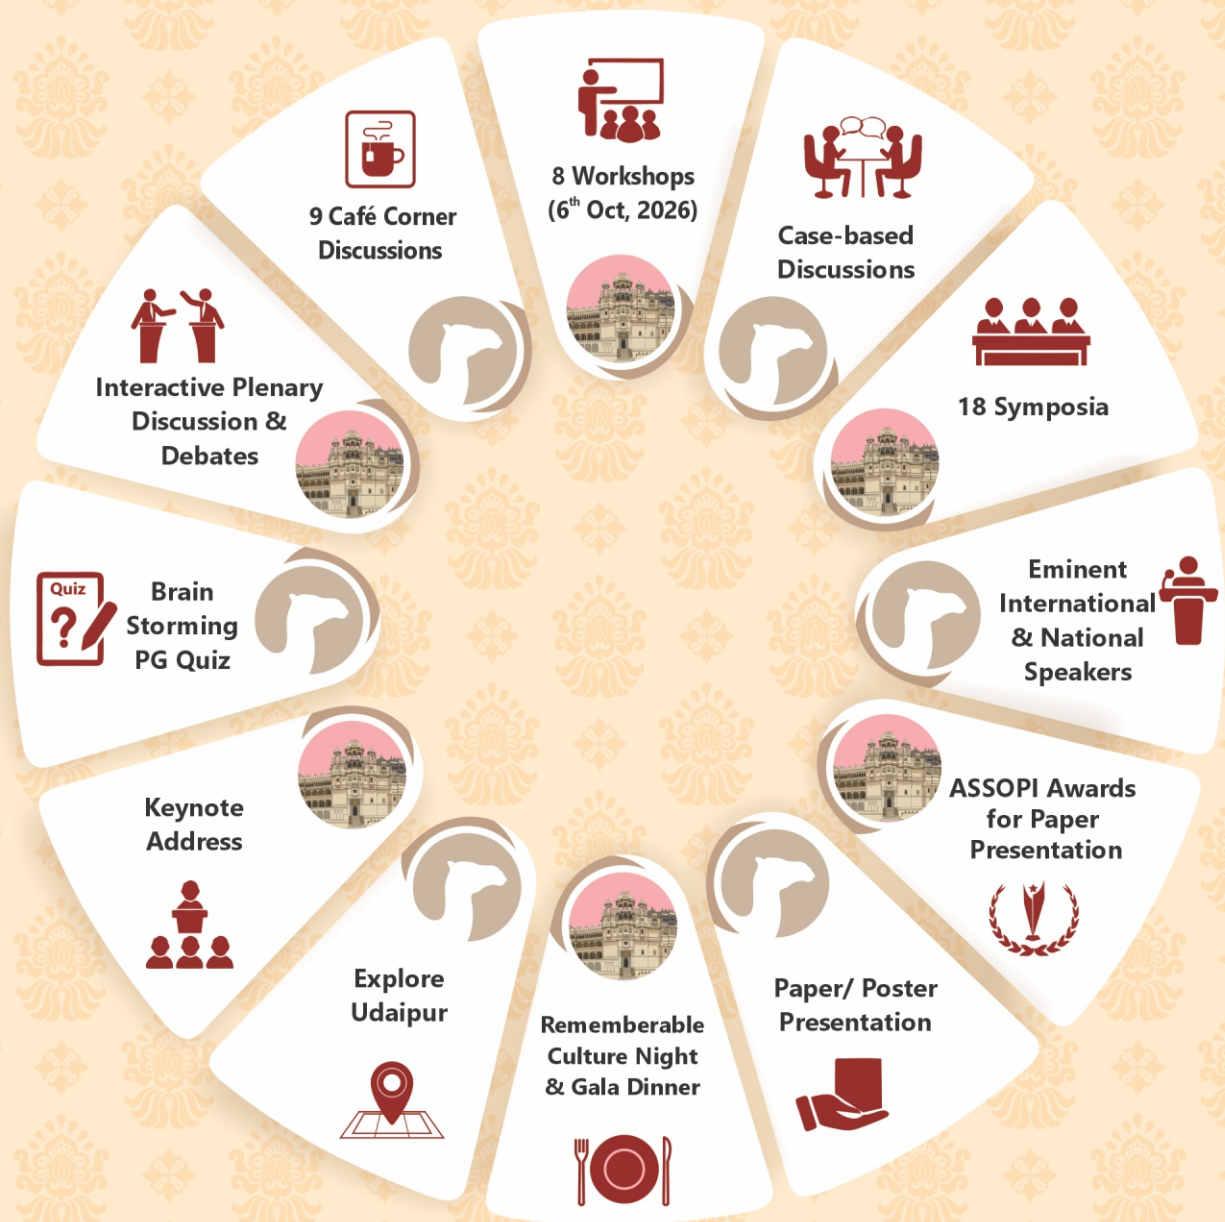 8 Workshops
(6th Oct, 2026)
Case-based
Discussions
18 Symposia
Eminent
International
& National
Speakers
ASSOPI Awards
for Paper
Presentation
Paper/ Poster
Presentation
Rememberable
Culture Night
& Gala Dinner
Explore
Udaipur
Keynote
Address
Quiz
Brain
Storming
PG Quiz
Interactive Plenary
Discussion &
Debates
9 Café Corner
Discussions